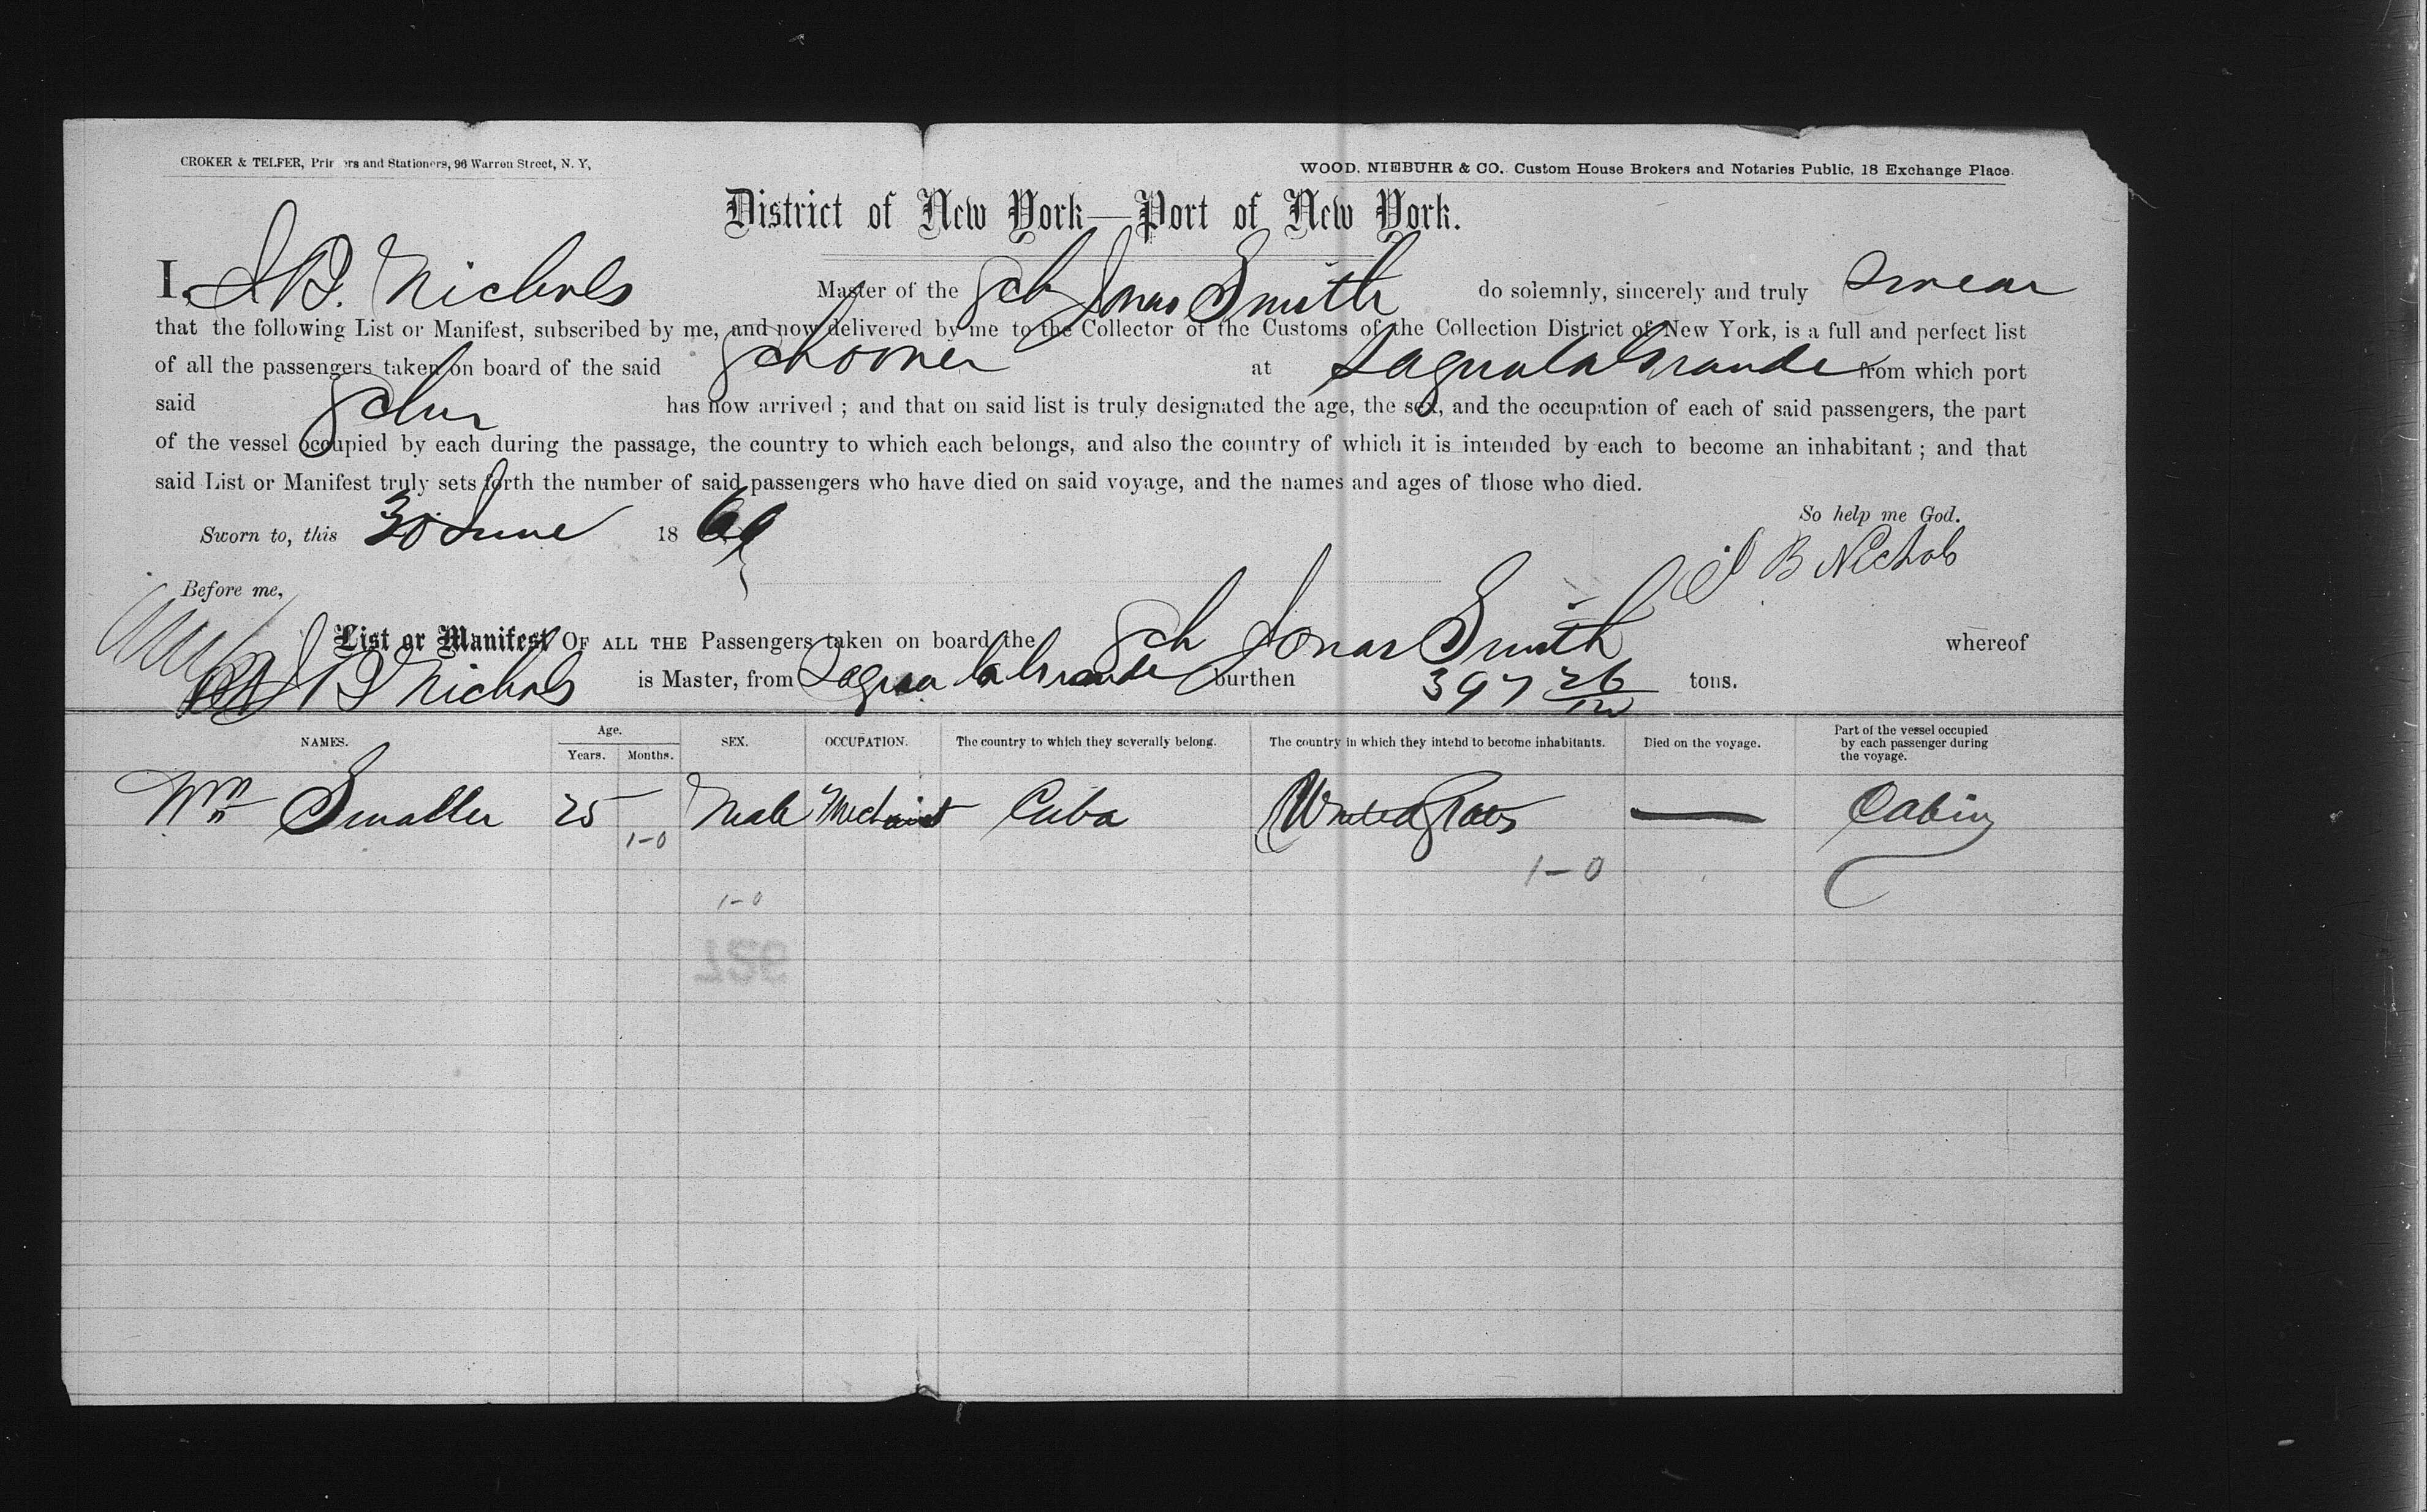 CROKER & TELFER, Printers and Stationers, 96 Warren Street, N. Y,
WOOD, NIEBUHR & CO. Custom House Brokers and Notaries Public, 18 Exchange Place.
District of New York—Port of New York.
I, J B. Nichols Master of the Sch Jonas Smith do solemnly, sincerely and truly swear
that the following List or Manifest, subscribed by me, and now delivered by me to the Collector of the Customs of the Collection District of New York, is a full and perfect list
of all the passengers taken on board of the said Schooner at Sagua la Grande from which port
said Schr has now arrived ; and that on said list is truly designated the age, the sex, and the occupation of each of said passengers, the part
of the vessel occupied by each during the passage, the country to which each belongs, and also the country of which it is intended by each to become an inhabitant ; and that
said List or Manifest truly sets forth the number of said passengers who have died on said voyage, and the names and ages of those who died.
So help me God.
Sworn to, this 30 June 1869
J B Nichols
Before me,
List or Manifest OF ALL THE Passengers taken on board the Sch Jonas Smith whereof
J B Nichols is Master, from Sagua la Grande burthen 397 26/100 tons.
NAMES. Age. Years. Months. SEX. OCCUPATION. The country to which they severally belong. The country in which they intend to become inhabitants. Died on the voyage. Part of the vessel occupied by each passenger during the voyage.
Wm Smaller 25 Male Cuba United States — Cabin
1-0
1-0
1-0